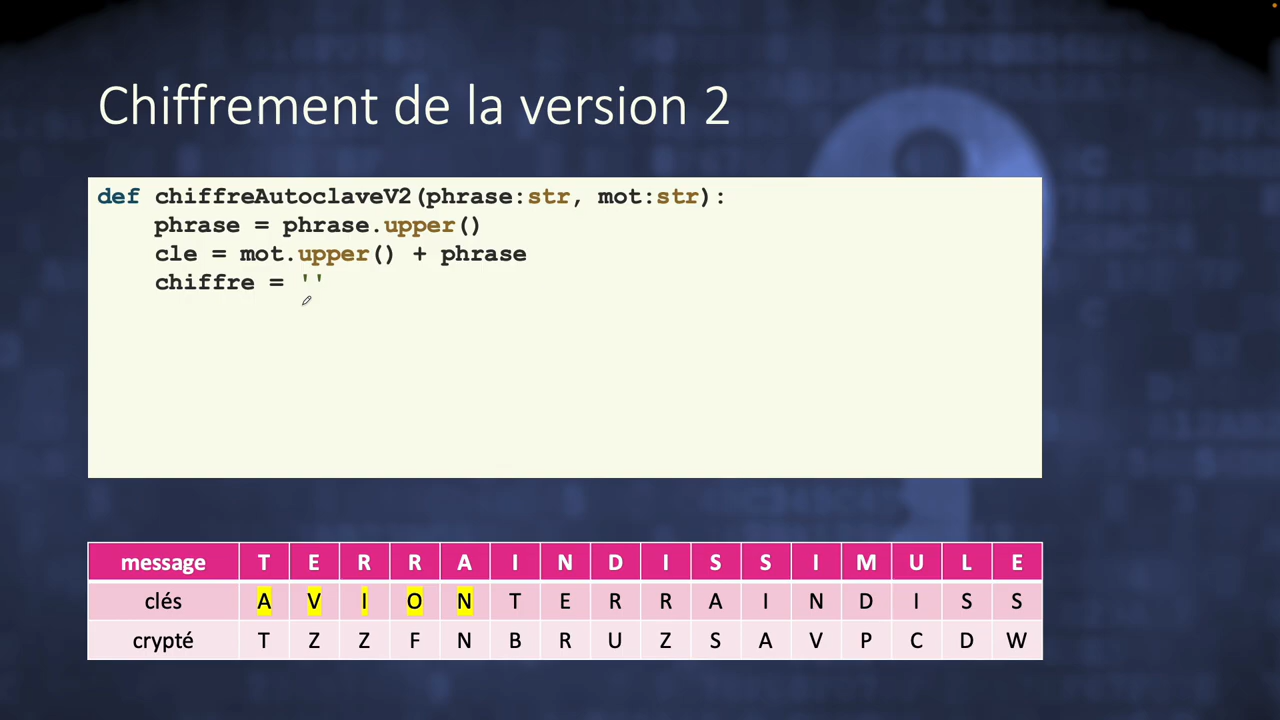 Chiffrement de la version 2
def chiffreAutoclaveV2(phrase:str, mot:str):
phrase = phrase.upper()
cle = mot.upper() + phrase
chiffre = ''
message T E R R A I N D I S S I M U L E
clés A V I O N T E R R A I N D I S S
crypté T Z Z F N B R U Z S A V P C D W